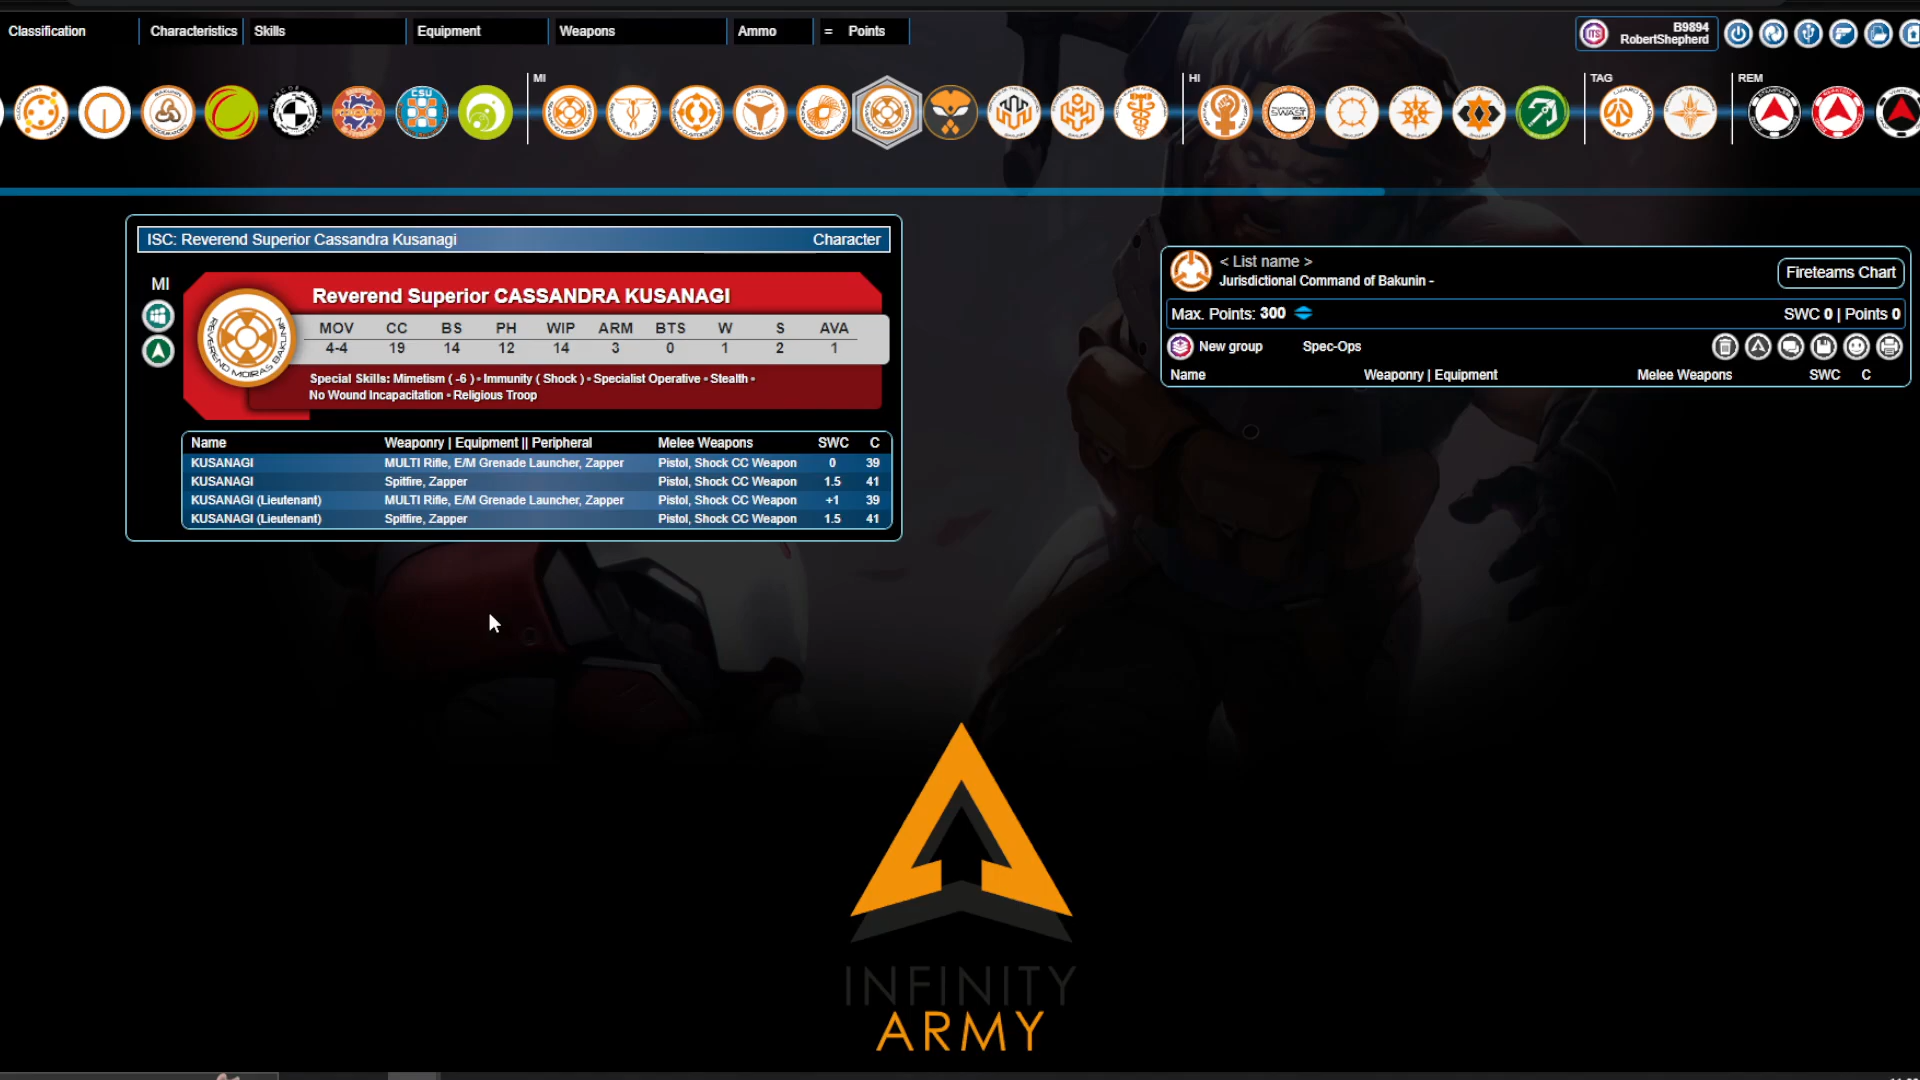 Classification Characteristics Skills Equipment Weapons Ammo = Points
B9894
RobertShepherd
ITS
MI HI TAG REM
CSU
SWAST
ISC: Reverend Superior Cassandra Kusanagi Character
MI
Reverend Superior CASSANDRA KUSANAGI
REVEREND MOIRAS BAKUNIN
MOV CC BS PH WIP ARM BTS W S AVA
4-4 19 14 12 14 3 0 1 2 1
Special Skills: Mimetism ( -6 ) • Immunity ( Shock ) • Specialist Operative • Stealth •
No Wound Incapacitation • Religious Troop
Name Weaponry | Equipment || Peripheral Melee Weapons SWC C
KUSANAGI MULTI Rifle, E/M Grenade Launcher, Zapper Pistol, Shock CC Weapon 0 39
KUSANAGI Spitfire, Zapper Pistol, Shock CC Weapon 1.5 41
KUSANAGI (Lieutenant) MULTI Rifle, E/M Grenade Launcher, Zapper Pistol, Shock CC Weapon +1 39
KUSANAGI (Lieutenant) Spitfire, Zapper Pistol, Shock CC Weapon 1.5 41
< List name >
Jurisdictional Command of Bakunin -
Fireteams Chart
Max. Points: 300 SWC 0 | Points 0
New group Spec-Ops
Name Weaponry | Equipment Melee Weapons SWC C
INFINITY
ARMY